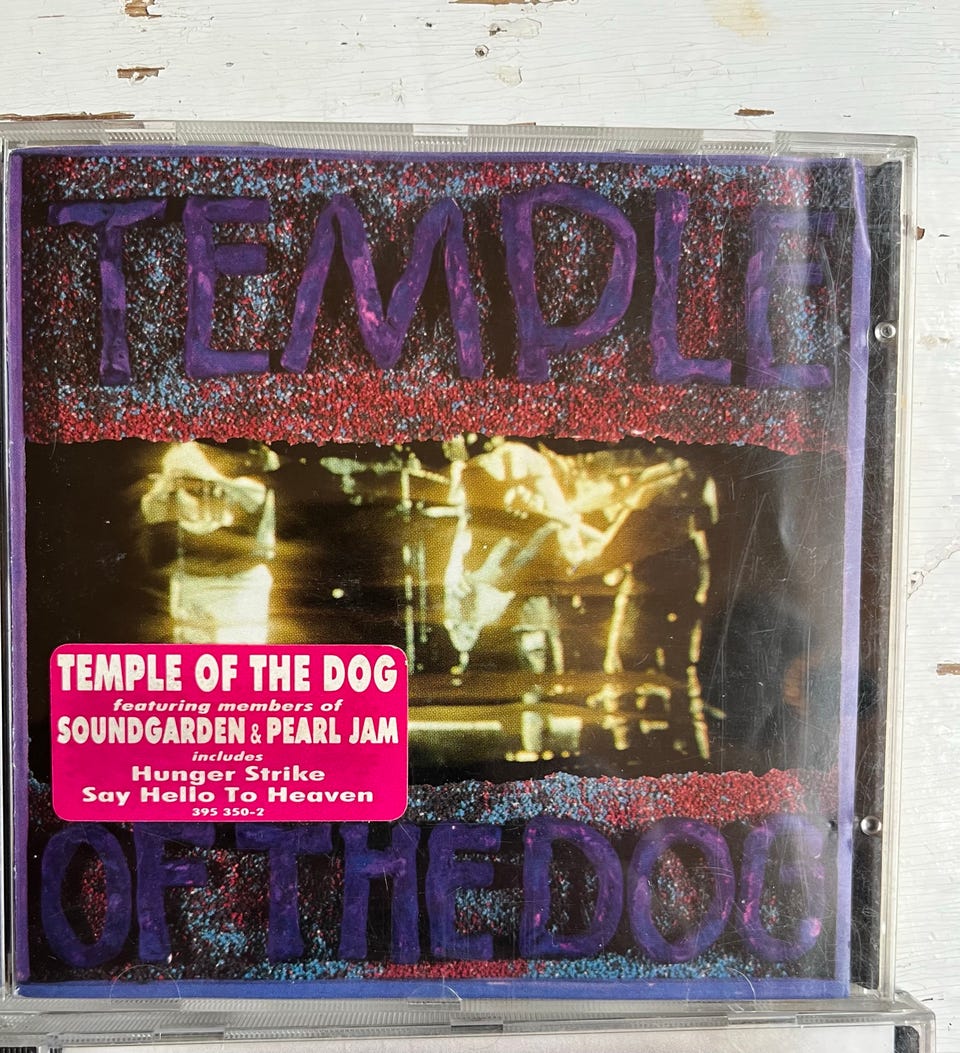 TEMPLE
TEMPLE OF THE DOG
featuring members of
SOUNDGARDEN & PEARL JAM
includes
Hunger Strike
Say Hello To Heaven
395 350-2
OF THE DOG